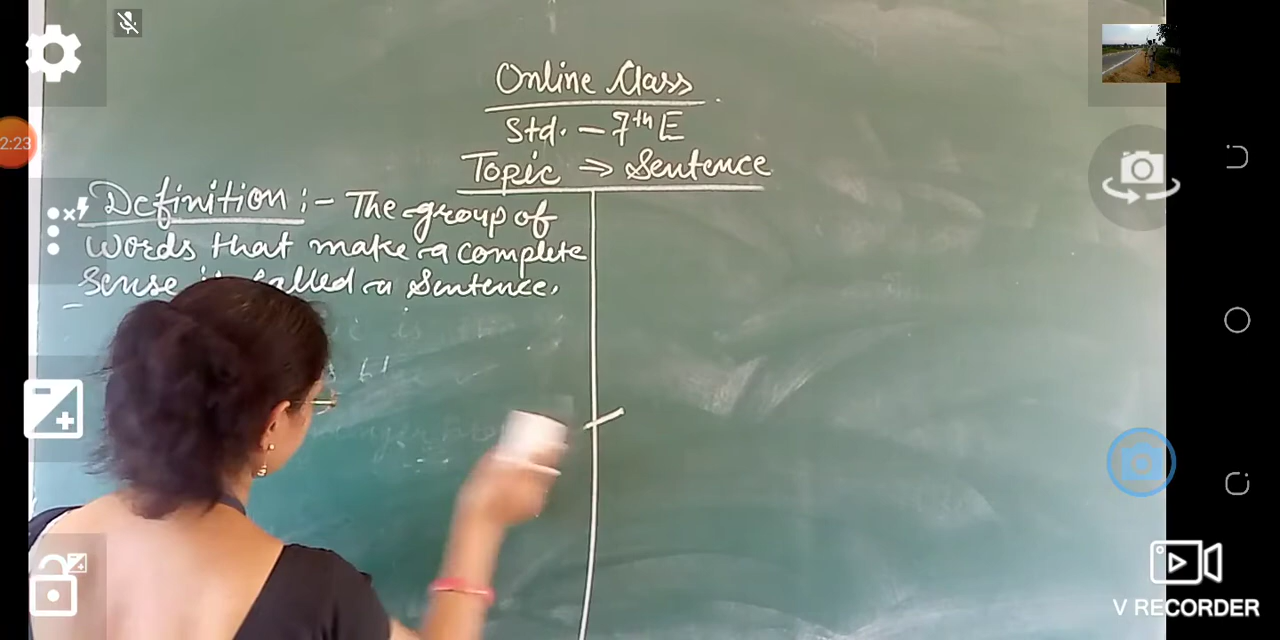 Online Class
Std. – 7th E
Topic ⇒ Sentence
Definition :- The group of
words that make a complete
sense is called a Sentence.
2:23
V RECORDER